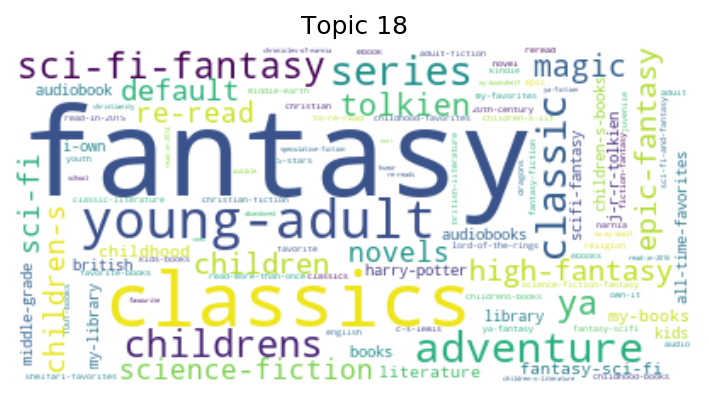 Topic 18
chronicles-of-narnia ebook adult-fiction reread
sci-fi-fantasy series magic epic-fantasy
audiobook default tolkien
middle-earth my-favorites kindle novel
re-read christian 20th-century
read-in-2015 to-re-read childhood-favorites
i-own
fantasy
classic
children-s-books
j-r-r-tolkien
scifi-fantasy
fantasy-fiction
british-literature
dragons
fiction-fantasy
juvenile
sci-fi-and-fantasy
adult
sci-fi
youth
speculative-fiction
5-stars
humor
re-reads
school
classic-literature christian-fiction
young-adult
abandoned
favorite
audiobooks
narnia
religion
lord-of-the-rings
childhood
kids-books
novels
british
children
harry-potter
high-fantasy
all-time-favorites
ebooks
read-in-2016
favorite-books
read-more-than-once
classics
science-fiction-fantasy
middle-grade
children-s
my-library
classics
favourite
childrens-books
own-it
ya
library
my-books
c-s-lewis
ya-fantasy
fantasy-scifi
kids
english
childrens
books
adventure
audio
science-fiction
literature
fantasy-sci-fi
shelfari-favorites
children-s-literature
childhood-books